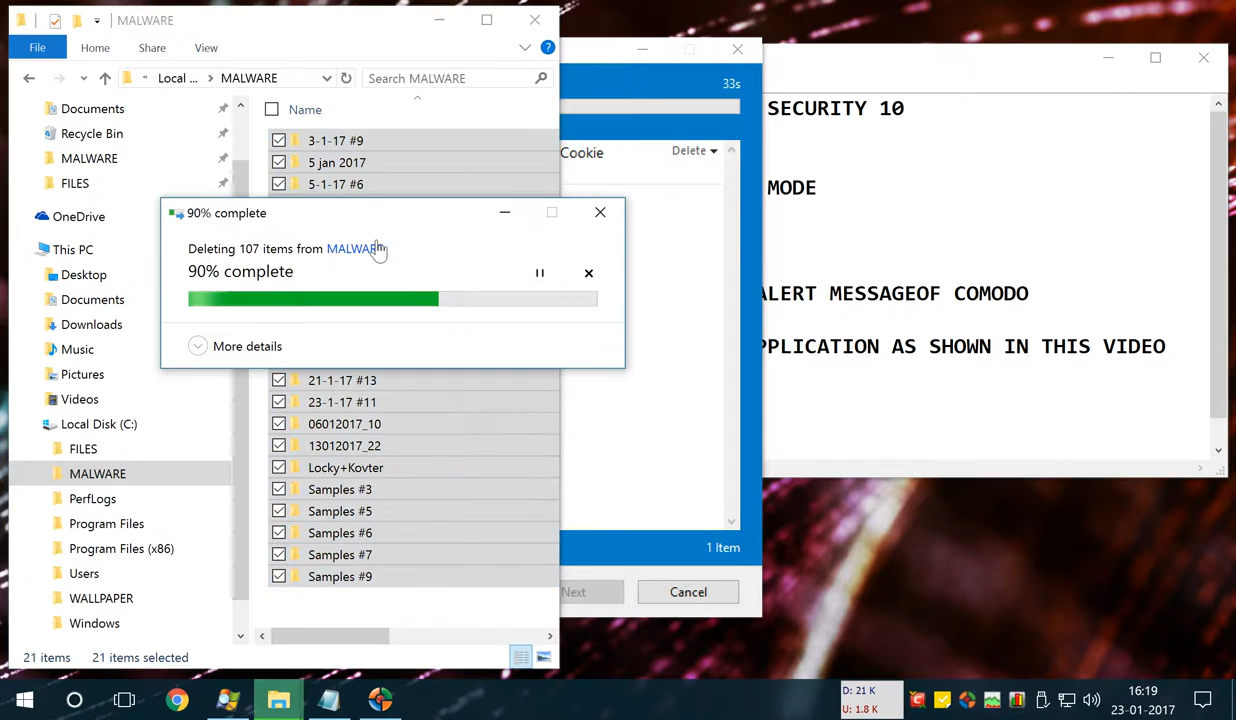 MALWARE
File
Home
Share
View
Local ...
MALWARE
Search MALWARE
Documents
Recycle Bin
MALWARE
FILES
OneDrive
This PC
Desktop
Documents
Downloads
Music
Pictures
Videos
Local Disk (C:)
FILES
MALWARE
PerfLogs
Program Files
Program Files (x86)
Users
WALLPAPER
Windows
Name
3-1-17 #9
5 jan 2017
5-1-17 #6
21-1-17 #13
23-1-17 #11
06012017_10
13012017_22
Locky+Kovter
Samples #3
Samples #5
Samples #6
Samples #7
Samples #9
21 items
21 items selected
90% complete
Deleting 107 items from MALWARE
90% complete
More details
33s
Cookie
Delete
1 Item
Next
Cancel
SECURITY 10
MODE
ALERT MESSAGEOF COMODO
PPLICATION AS SHOWN IN THIS VIDEO
D: 21 K
U: 1.8 K
16:19
23-01-2017